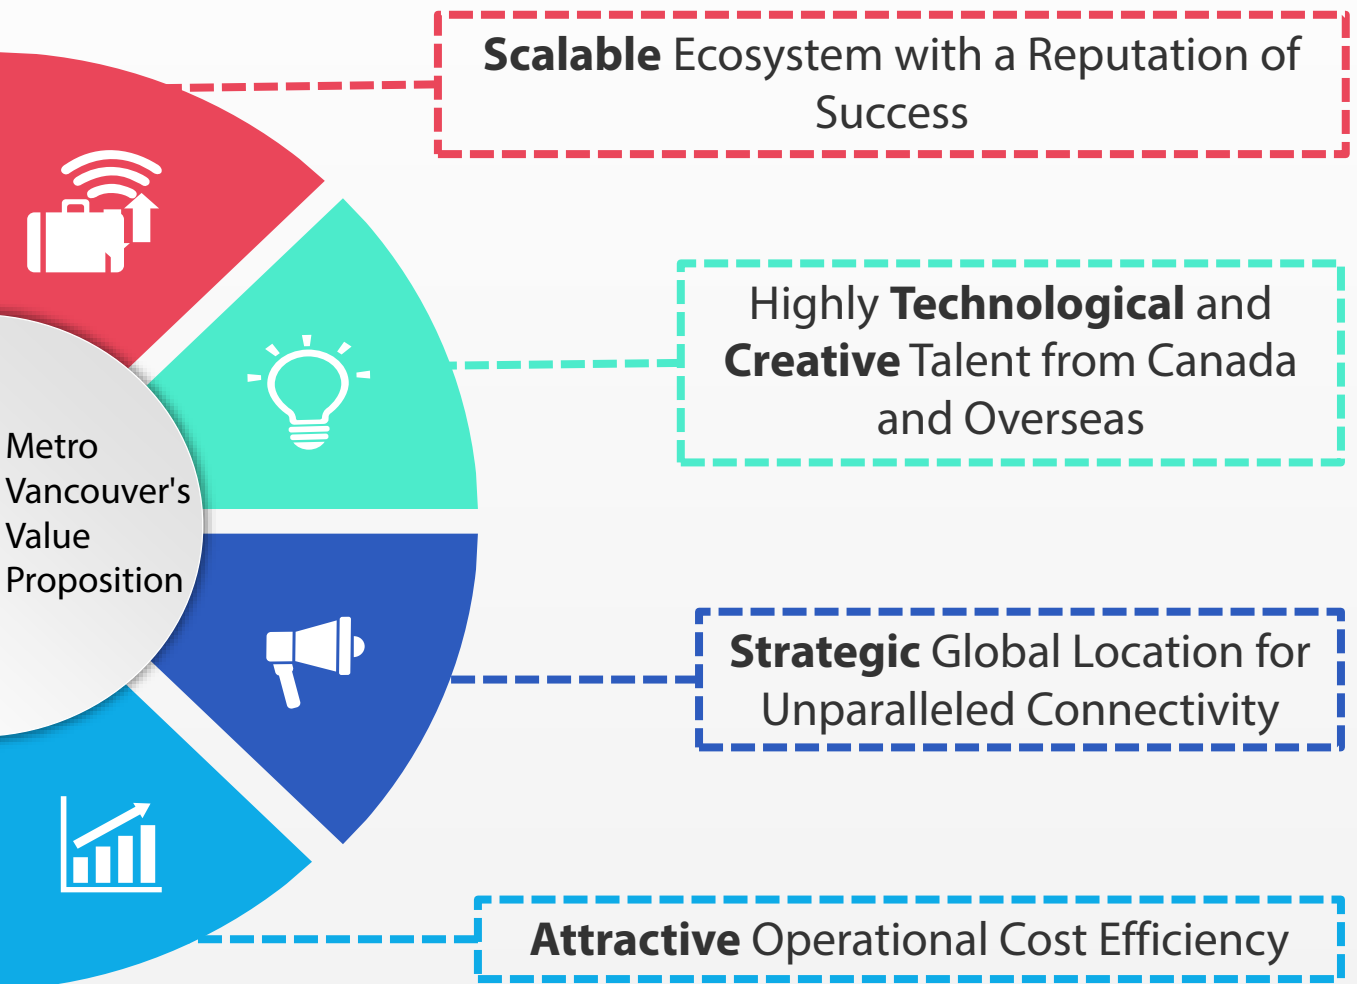 Scalable Ecosystem with a Reputation of
Success
Highly Technological and
Creative Talent from Canada
and Overseas
Metro
Vancouver's
Value
Proposition
Strategic Global Location for
Unparalleled Connectivity
Attractive Operational Cost Efficiency